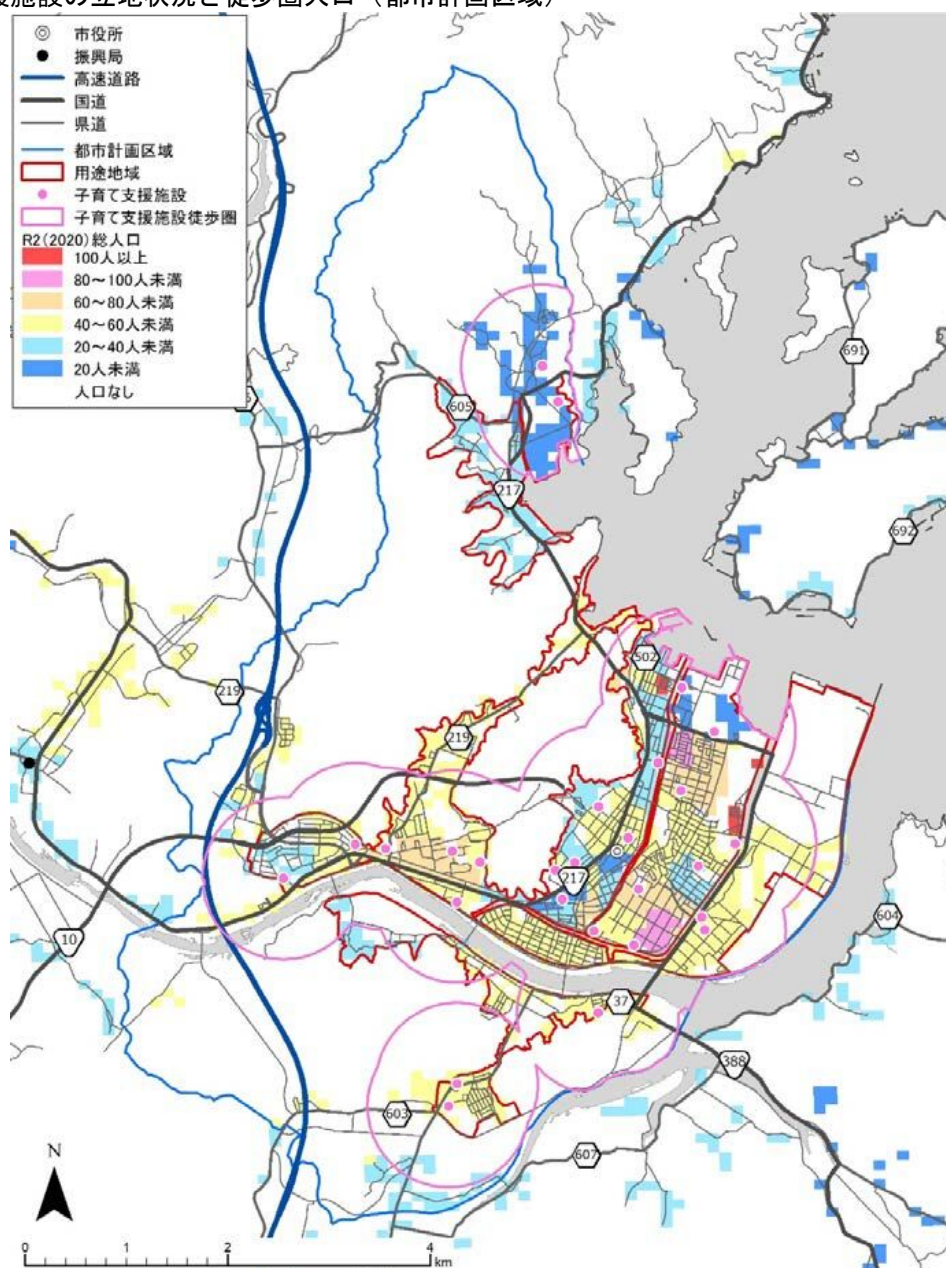 設施設の立地状況と徒歩圏人口（都市計画区域）
市役所
振興局
高速道路
国道
県道
都市計画区域
用途地域
子育て支援施設
子育て支援施設徒歩圏
R2(2020)総人口
100人以上
80～100人未満
60～80人未満
40～60人未満
20～40人未満
20人未満
人口なし
691
605
217
692
502
219
219
217
10
604
37
388
603
607
N
0 1 2 4
km